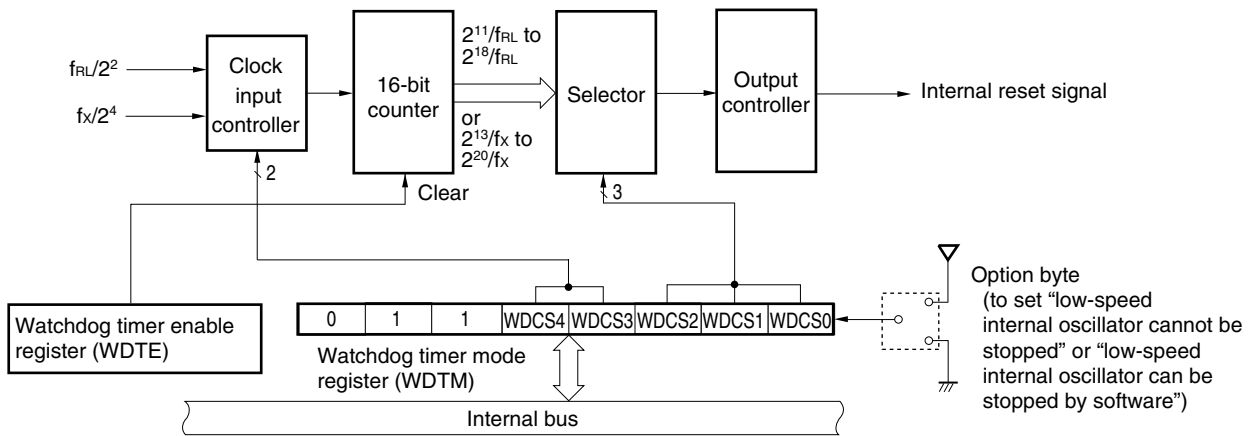 fRL/2²
fX/2⁴
Clock
input
controller
2
16-bit
counter
Clear
2¹¹/fRL to
2¹⁸/fRL
or
2¹³/fX to
2²⁰/fX
Selector
3
Output
controller
Internal reset signal
Watchdog timer enable
register (WDTE)
0 1 1 WDCS4 WDCS3 WDCS2 WDCS1 WDCS0
Watchdog timer mode
register (WDTM)
Internal bus
Option byte
(to set “low-speed
internal oscillator cannot be
stopped” or “low-speed
internal oscillator can be
stopped by software”)